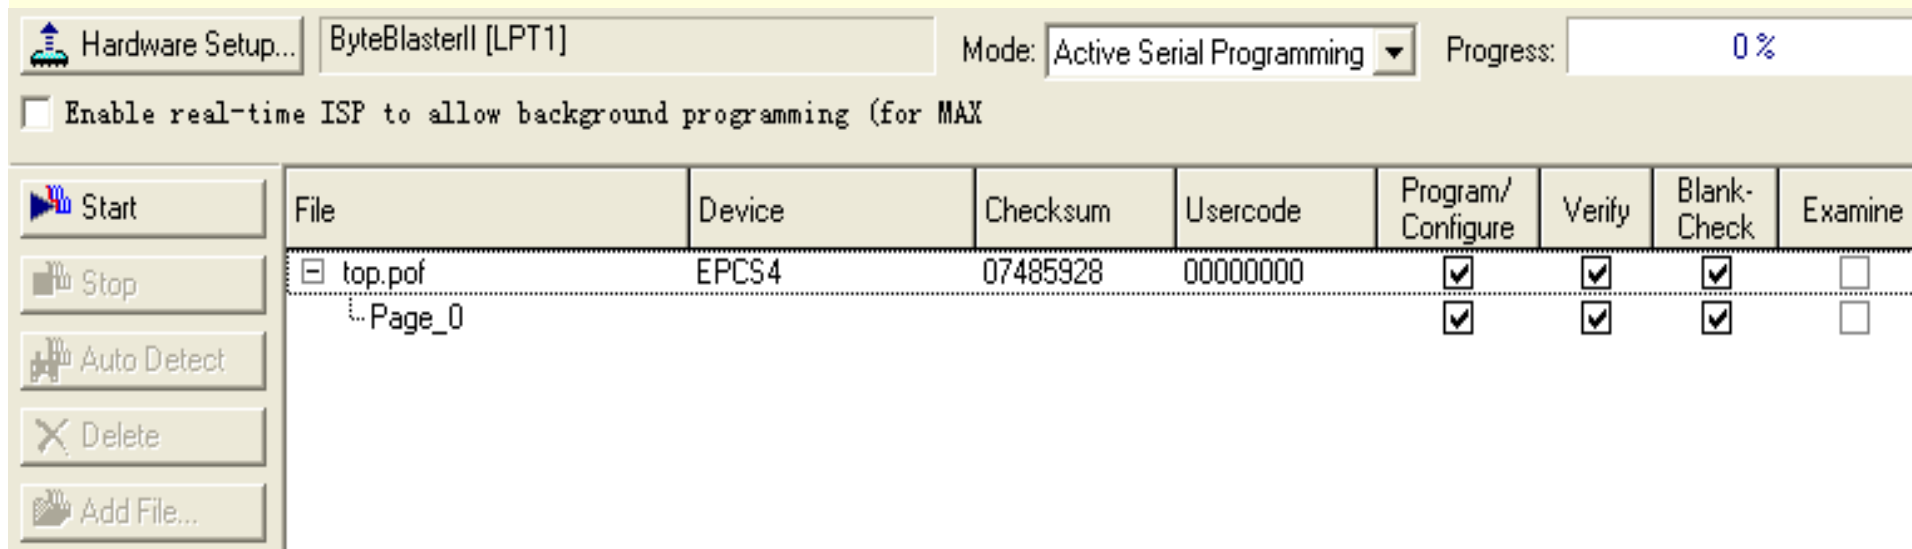 Hardware Setup... ByteBlasterII [LPT1] Mode: Active Serial Programming Progress: 0 %
Enable real-time ISP to allow background programming (for MAX
Start
Stop
Auto Detect
Delete
Add File...
File Device Checksum Usercode Program/ Configure Verify Blank- Check Examine
top.pof EPCS4 07485928 00000000
Page_0